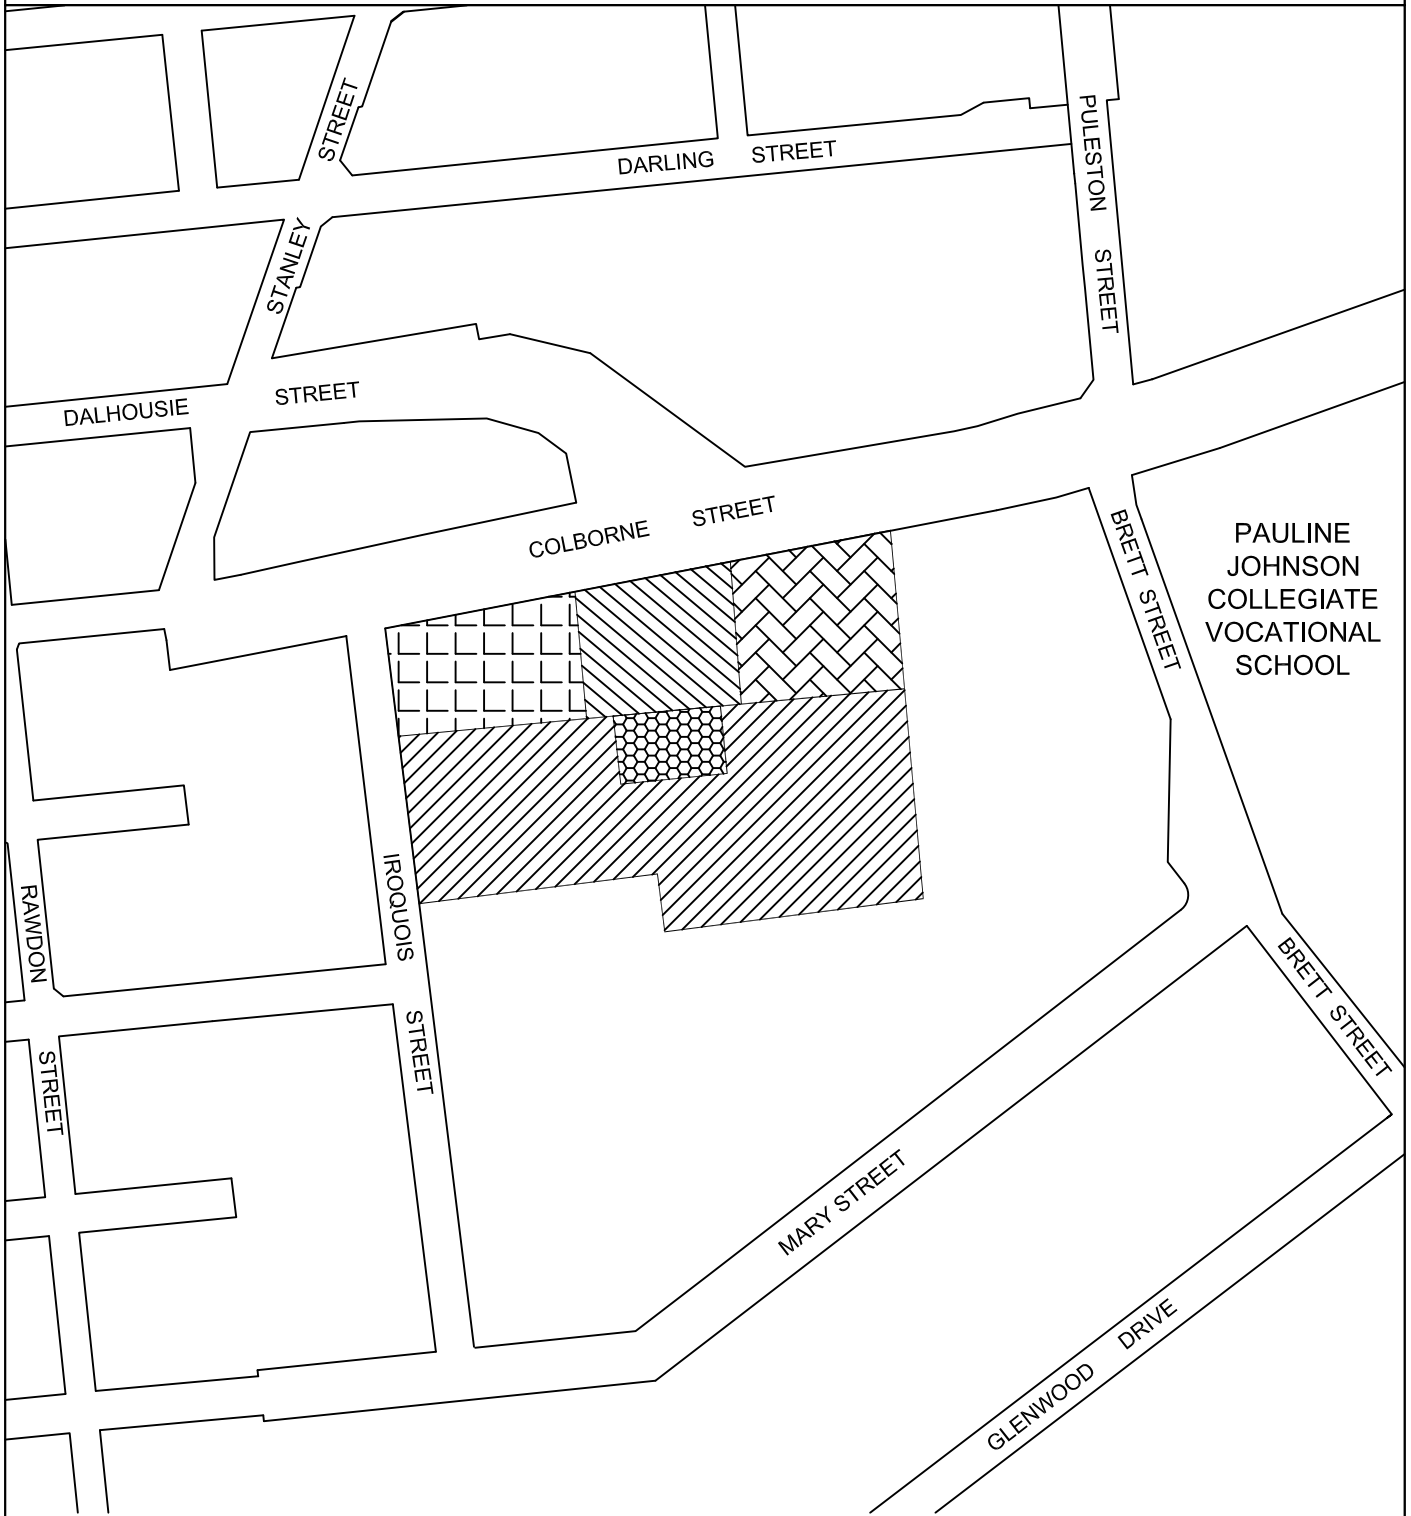 STREET
STANLEY
DARLING STREET
PULESTON STREET
DALHOUSIE STREET
COLBORNE STREET
BRETT STREET
PAULINE
JOHNSON
COLLEGIATE
VOCATIONAL
SCHOOL
RAWDON
STREET
IROQUOIS
STREET
BRETT STREET
MARY STREET
GLENWOOD DRIVE